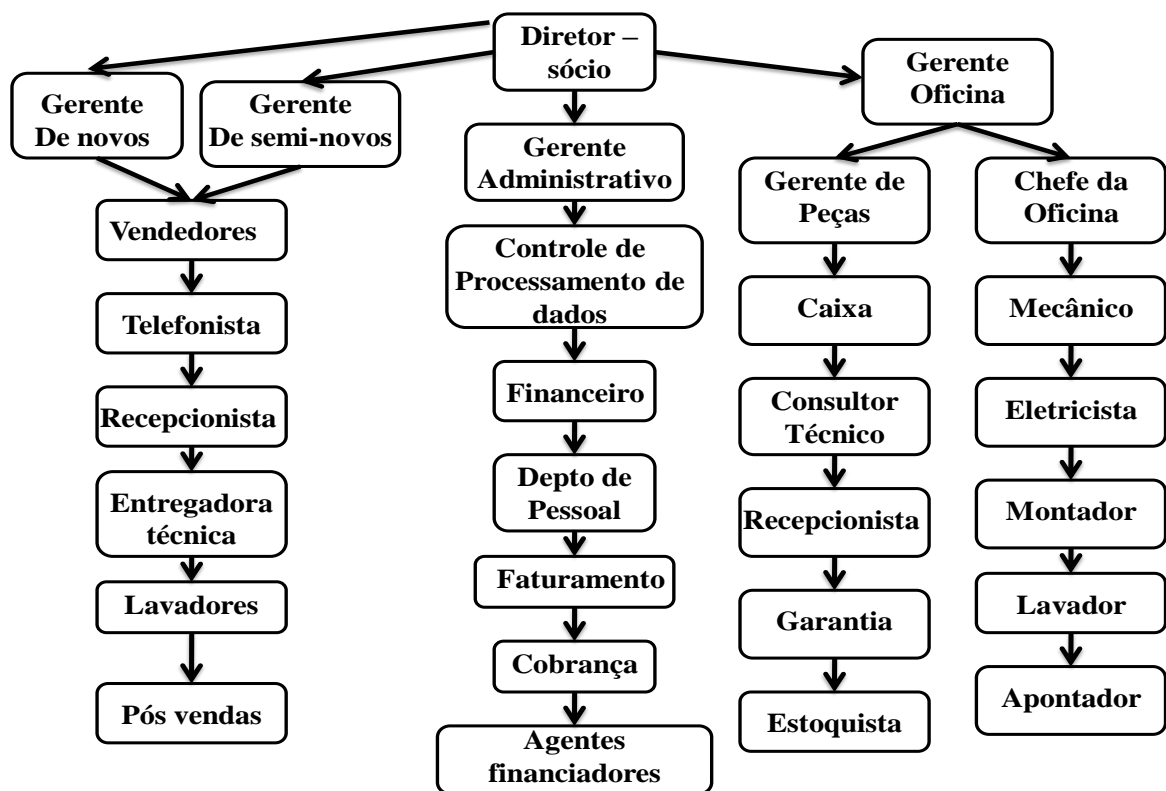 Diretor –
sócio
Gerente
De novos
Gerente
De semi-novos
Vendedores
Telefonista
Recepcionista
Entregadora
técnica
Lavadores
Pós vendas
Gerente
Administrativo
Controle de
Processamento de
dados
Financeiro
Depto de
Pessoal
Faturamento
Cobrança
Agentes
financiadores
Gerente
Oficina
Gerente de
Peças
Caixa
Consultor
Técnico
Recepcionista
Garantia
Estoquista
Chefe da
Oficina
Mecânico
Eletricista
Montador
Lavador
Apontador